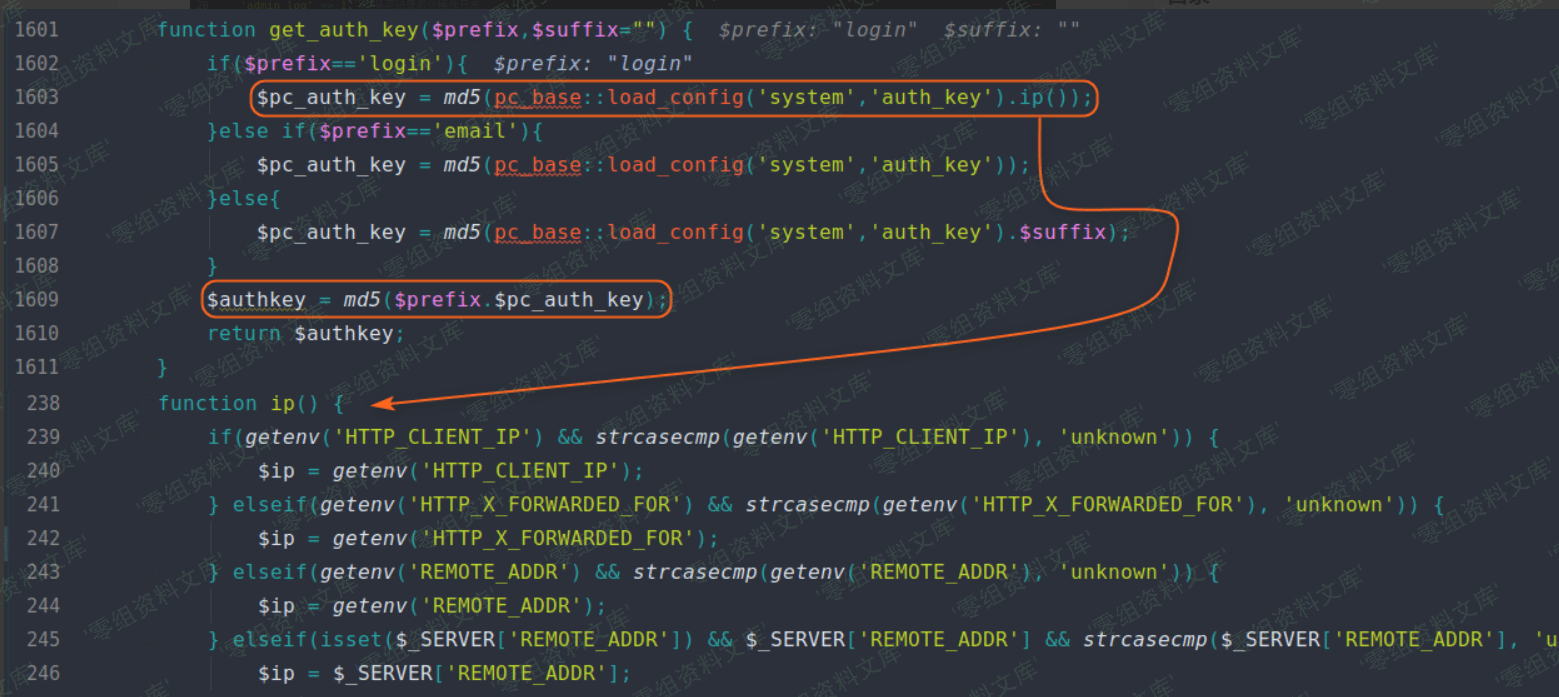 1601 function get_auth_key($prefix,$suffix="") { $prefix: "login" $suffix: ""
1602 if($prefix=='login'){ $prefix: "login"
1603 $pc_auth_key = md5(pc_base::load_config('system','auth_key').ip());
1604 }else if($prefix=='email'){
1605 $pc_auth_key = md5(pc_base::load_config('system','auth_key'));
1606 }else{
1607 $pc_auth_key = md5(pc_base::load_config('system','auth_key').$suffix);
1608 }
1609 $authkey = md5($prefix.$pc_auth_key);
1610 return $authkey;
1611 }
238 function ip() {
239 if(getenv('HTTP_CLIENT_IP') && strcasecmp(getenv('HTTP_CLIENT_IP'), 'unknown')) {
240 $ip = getenv('HTTP_CLIENT_IP');
241 } elseif(getenv('HTTP_X_FORWARDED_FOR') && strcasecmp(getenv('HTTP_X_FORWARDED_FOR'), 'unknown')) {
242 $ip = getenv('HTTP_X_FORWARDED_FOR');
243 } elseif(getenv('REMOTE_ADDR') && strcasecmp(getenv('REMOTE_ADDR'), 'unknown')) {
244 $ip = getenv('REMOTE_ADDR');
245 } elseif(isset($_SERVER['REMOTE_ADDR']) && $_SERVER['REMOTE_ADDR'] && strcasecmp($_SERVER['REMOTE_ADDR'], 'u
246 $ip = $_SERVER['REMOTE_ADDR'];
'零组资料文库'